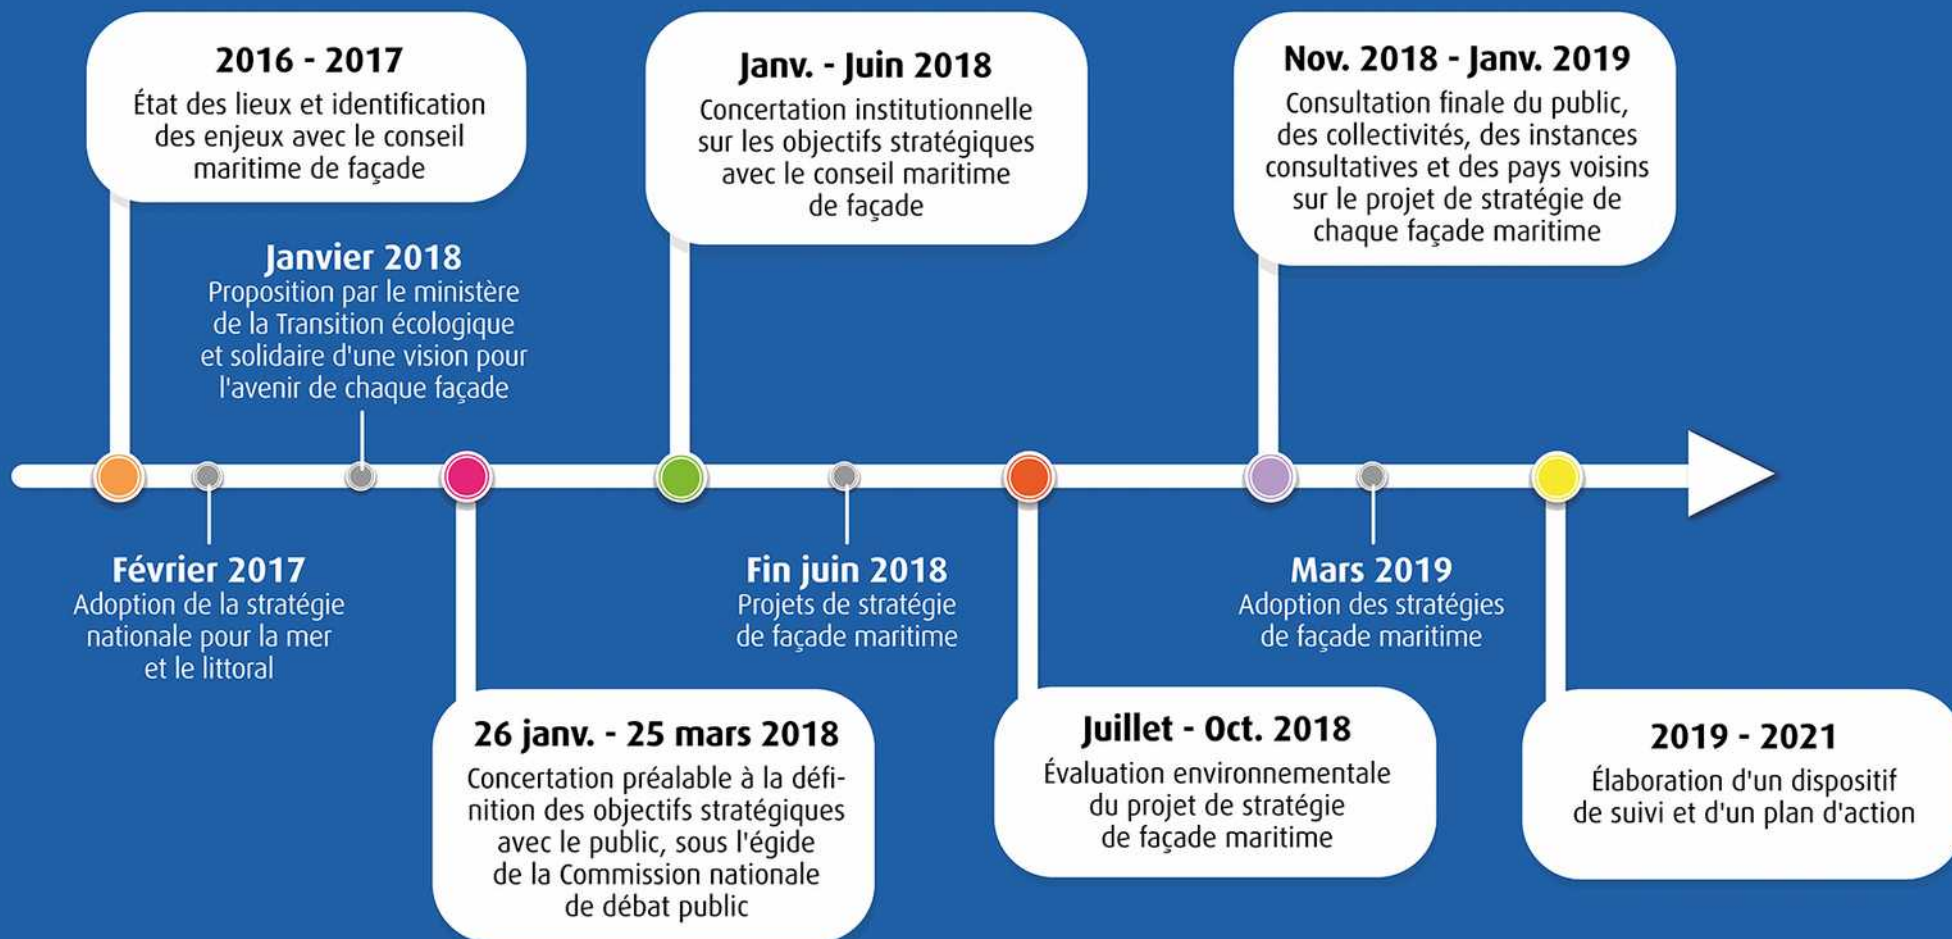 2016 - 2017
État des lieux et identification
des enjeux avec le conseil
maritime de façade
Février 2017
Adoption de la stratégie
nationale pour la mer
et le littoral
Janvier 2018
Proposition par le ministère
de la Transition écologique
et solidaire d'une vision pour
l'avenir de chaque façade
26 janv. - 25 mars 2018
Concertation préalable à la défi-
nition des objectifs stratégiques
avec le public, sous l'égide
de la Commission nationale
de débat public
Janv. - Juin 2018
Concertation institutionnelle
sur les objectifs stratégiques
avec le conseil maritime
de façade
Fin juin 2018
Projets de stratégie
de façade maritime
Juillet - Oct. 2018
Évaluation environnementale
du projet de stratégie
de façade maritime
Nov. 2018 - Janv. 2019
Consultation finale du public,
des collectivités, des instances
consultatives et des pays voisins
sur le projet de stratégie de
chaque façade maritime
Mars 2019
Adoption des stratégies
de façade maritime
2019 - 2021
Élaboration d'un dispositif
de suivi et d'un plan d'action